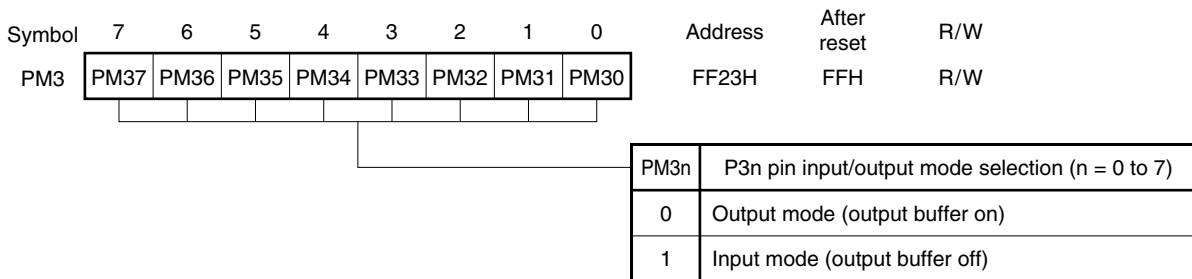 Symbol 7 6 5 4 3 2 1 0 Address After reset R/W
PM3 PM37 PM36 PM35 PM34 PM33 PM32 PM31 PM30 FF23H FFH R/W
PM3n P3n pin input/output mode selection (n = 0 to 7)
0 Output mode (output buffer on)
1 Input mode (output buffer off)